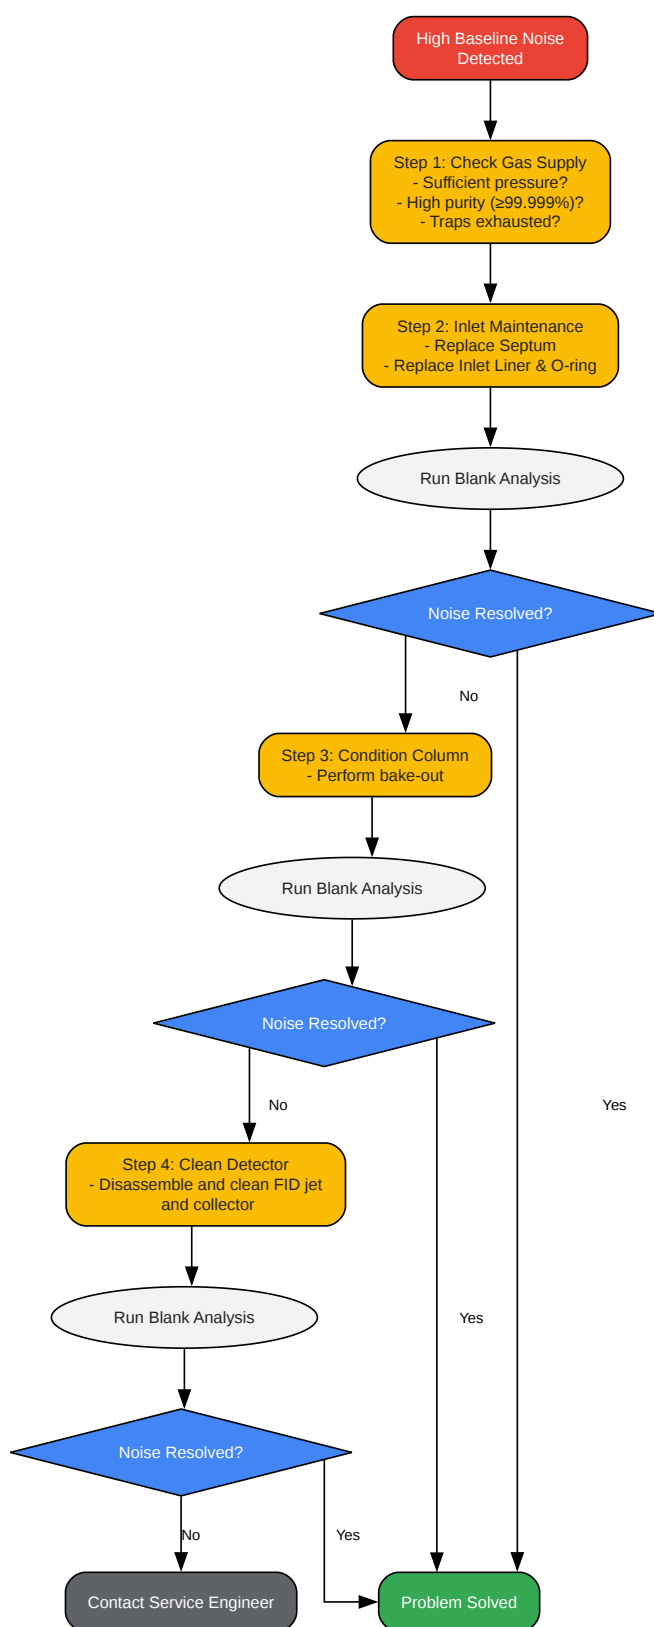 High Baseline Noise
Detected
Step 1: Check Gas Supply
- Sufficient pressure?
- High purity (≥99.999%)?
- Traps exhausted?
Step 2: Inlet Maintenance
- Replace Septum
- Replace Inlet Liner & O-ring
Run Blank Analysis
Noise Resolved?
No
Step 3: Condition Column
- Perform bake-out
Run Blank Analysis
Noise Resolved?
No
Yes
Step 4: Clean Detector
- Disassemble and clean FID jet
and collector
Run Blank Analysis
Yes
Noise Resolved?
No
Yes
Contact Service Engineer
Problem Solved